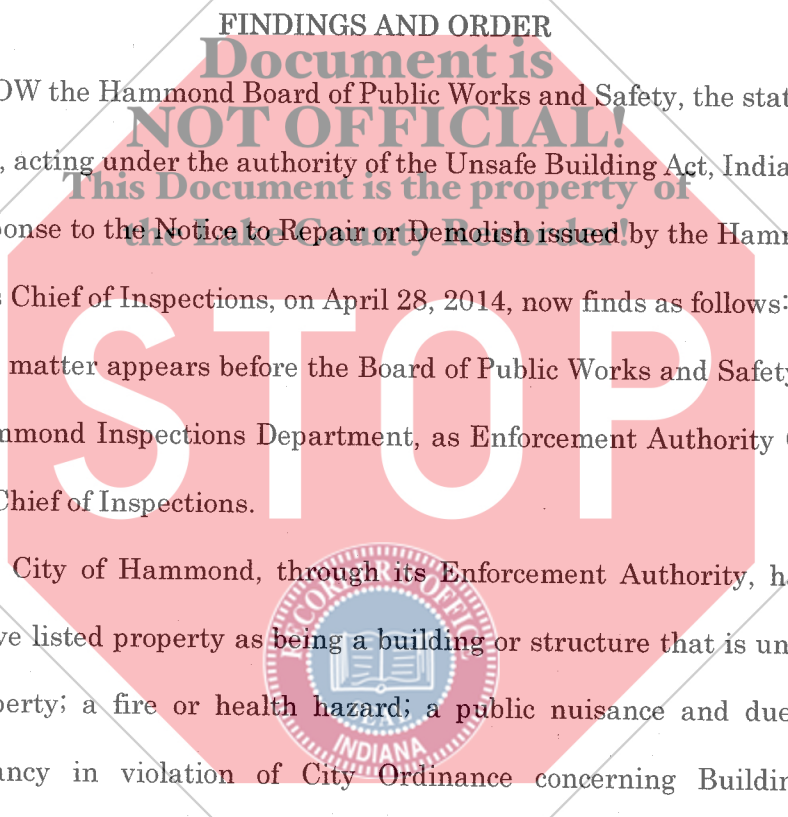 FINDINGS AND ORDER
Document is
OW the Hammond Board of Public Works and Safety, the stat
NOT OFFICIAL!
, acting under the authority of the Unsafe Building Act, India
This Document is the property of
onse to the Notice to Repair or Demolish issued by the Hamm
the Lake County Recorder!
Chief of Inspections, on April 28, 2014, now finds as follows:
STOP
matter appears before the Board of Public Works and Safety
mmond Inspections Department, as Enforcement Authority
Chief of Inspections.
City of Hammond, through its Enforcement Authority, ha
RECORDER'S OFFIC
ve listed property as being a building or structure that is un
perty; a fire or health hazard; a public nuisance and due
INDIANA
ancy in violation of City Ordinance concerning Buildin